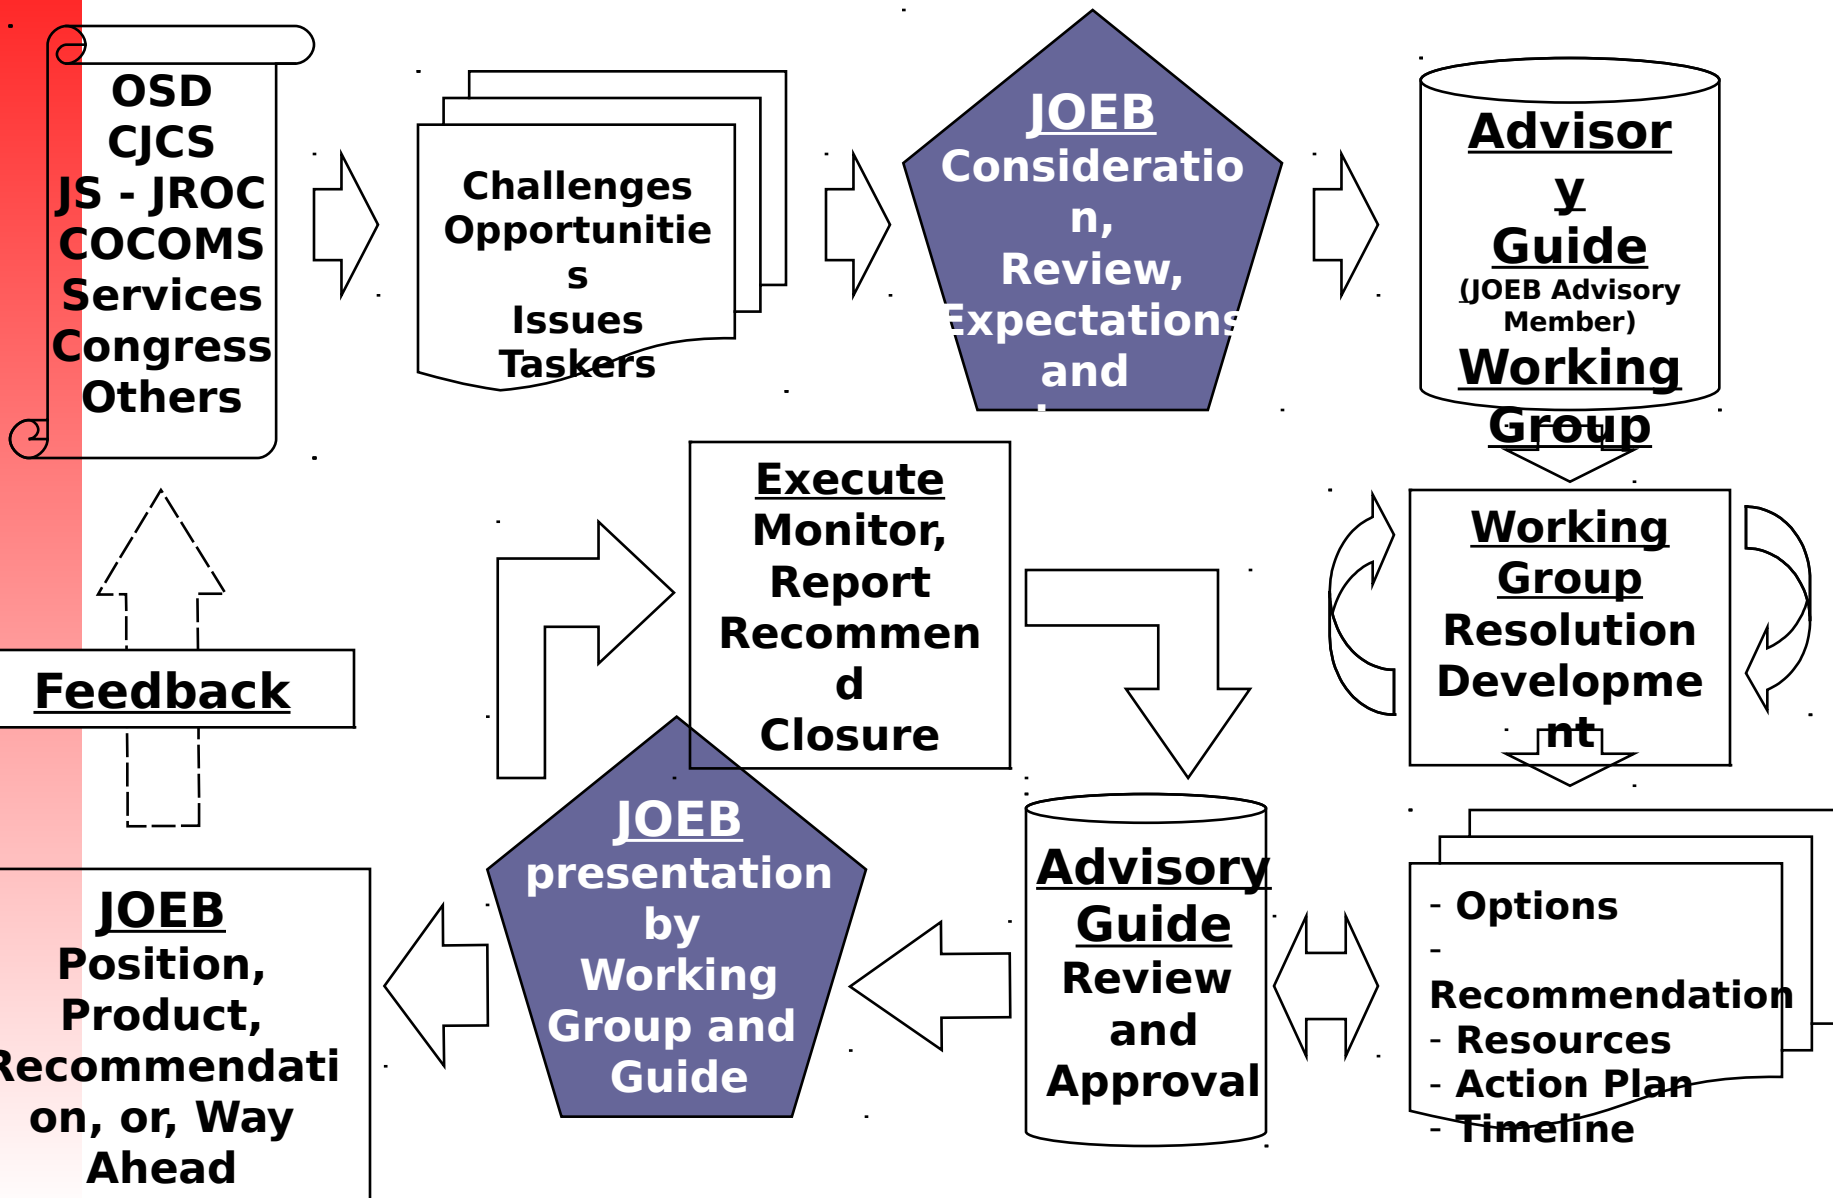 OSD
CJCS
JS - JROC
COCOMS
Services
Congress
Others
Challenges
Opportunitie
s
Issues
Taskers
JOEB
Consideratio
n,
Review,
Expectations
and
Advisor
y
Guide
(JOEB Advisory
Member)
Working
Group
Working
Group
Resolution
Developme
nt
- Options
-
Recommendation
- Resources
- Action Plan
- Timeline
Advisory
Guide
Review
and
Approval
JOEB
presentation
by
Working
Group and
Guide
Execute
Monitor,
Report
Recommen
d
Closure
JOEB
Position,
Product,
Recommendati
on, or, Way
Ahead
Feedback